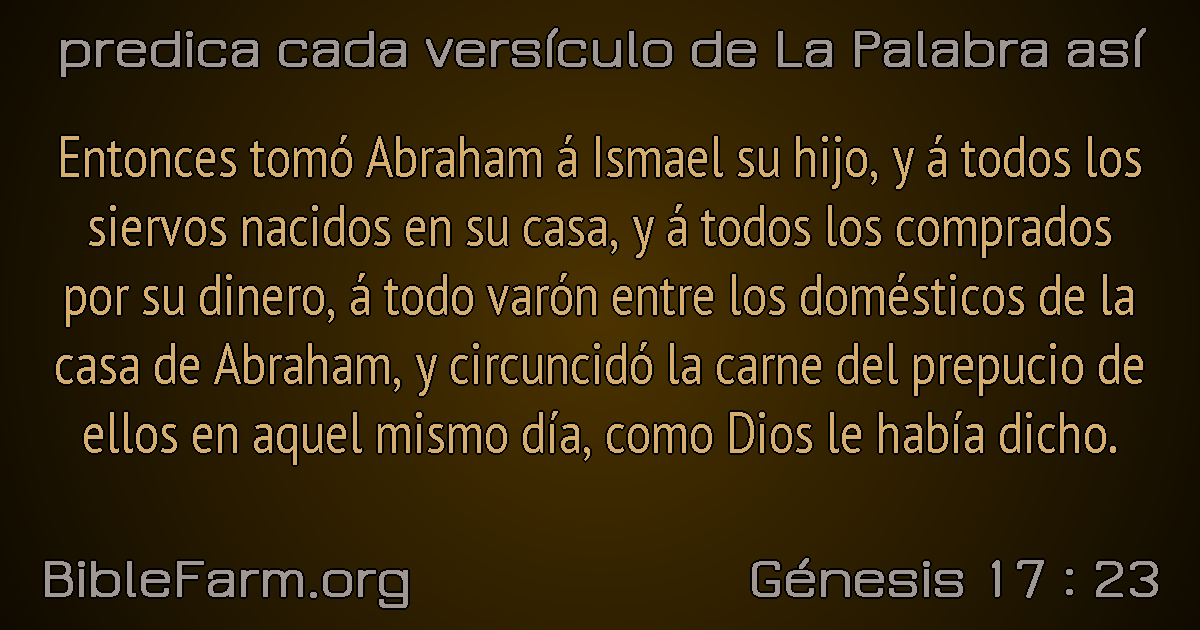 predica cada versículo de La Palabra así
Entonces tomó Abraham á Ismael su hijo, y á todos los
siervos nacidos en su casa, y á todos los comprados
por su dinero, á todo varón entre los domésticos de la
casa de Abraham, y circuncidó la carne del prepucio de
ellos en aquel mismo día, como Dios le había dicho.
BibleFarm.org
Génesis 17 : 23